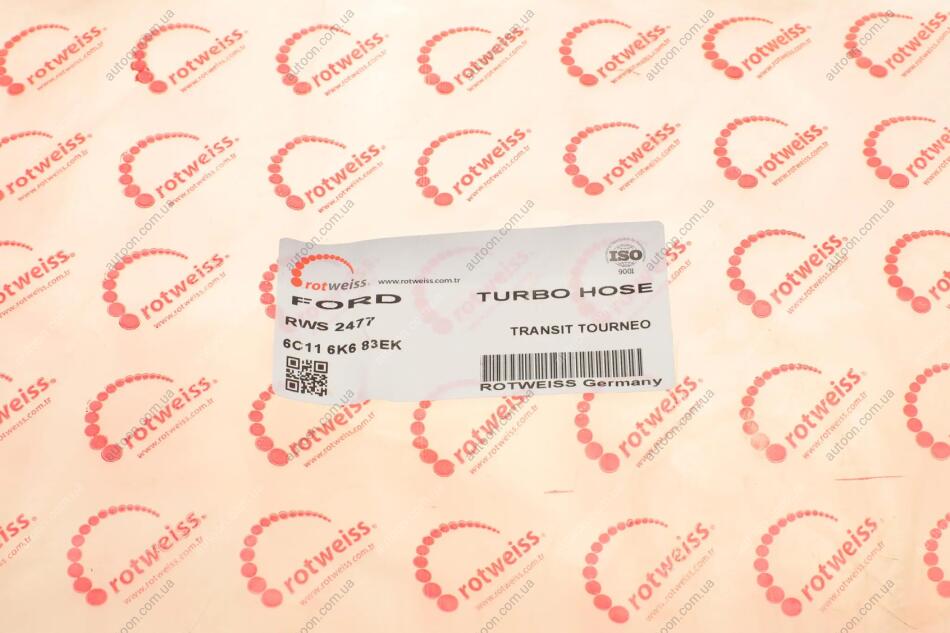 rotweiss®
www.rotweiss.com.tr
FORD
RWS 2477
6C11 6K6 83EK
TURBO HOSE
TRANSIT TOURNEO
ROTWEISS Germany
ISO
9001
rotweiss®
www.rotweiss.com.tr
autoon.com.ua